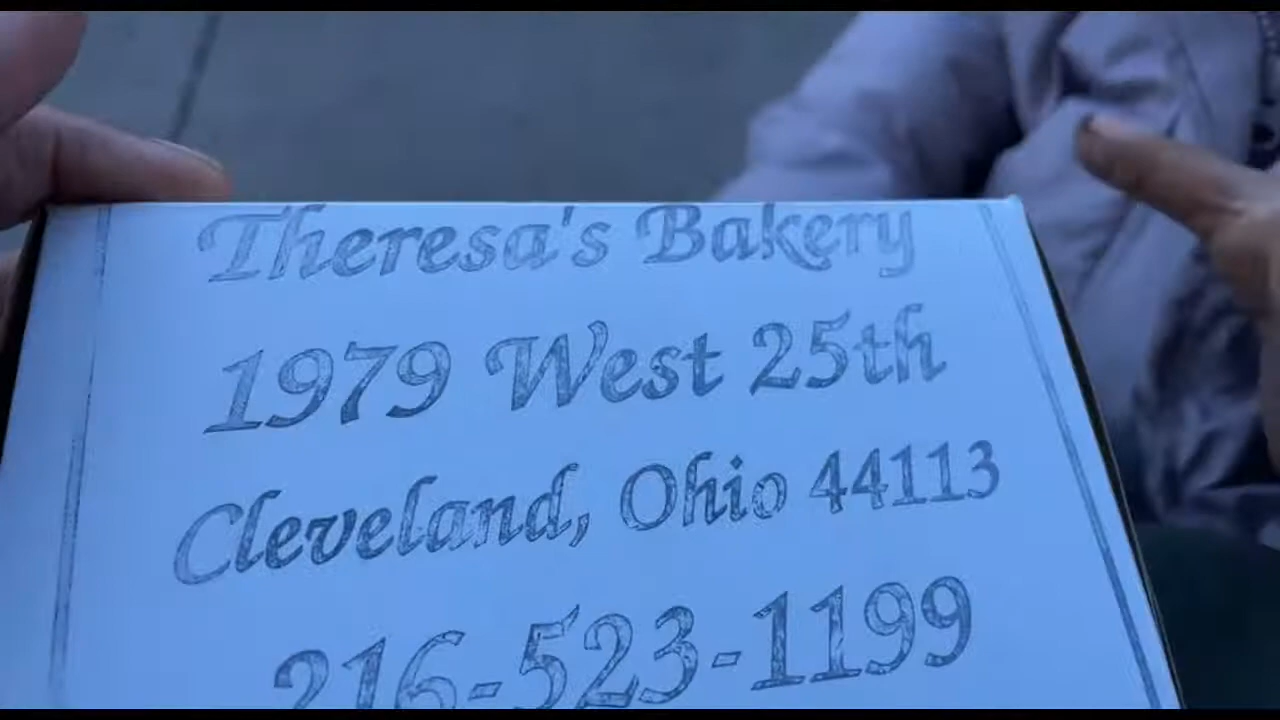 Theresa's Bakery
1979 West 25th
Cleveland, Ohio 44113
216-523-1199